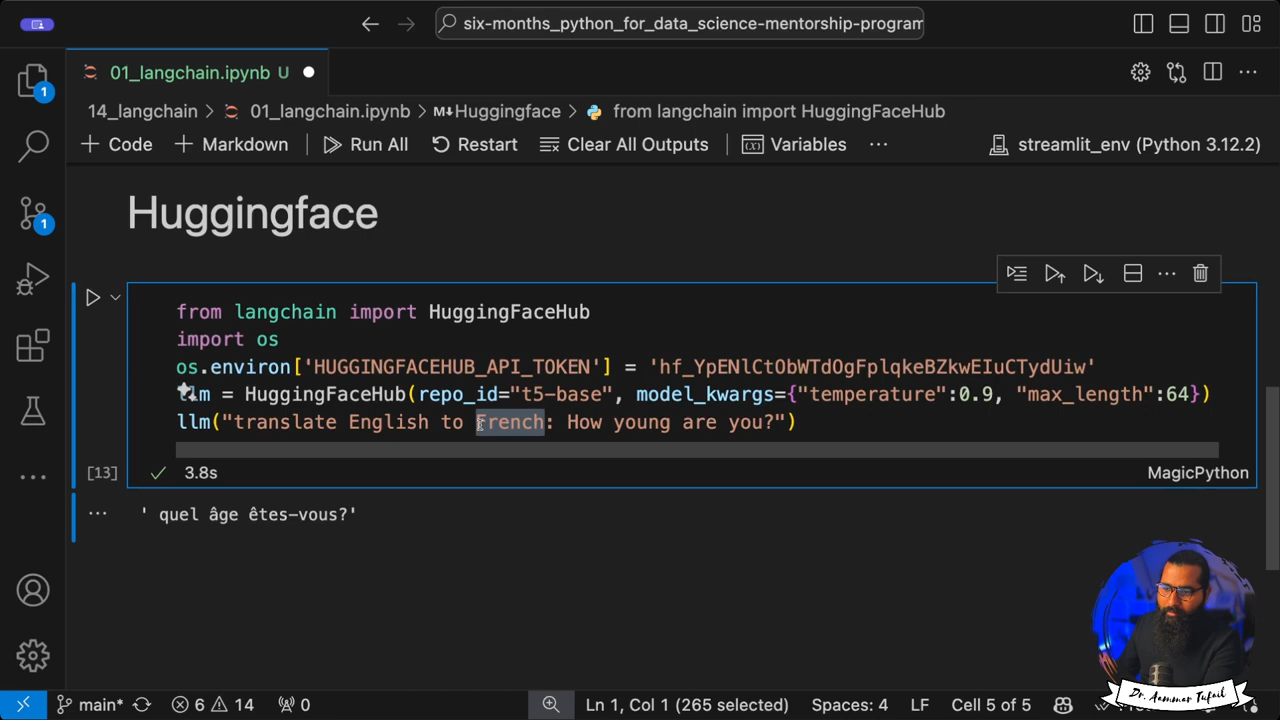 six-months_python_for_data_science-mentorship-program
01_langchain.ipynb U
14_langchain > 01_langchain.ipynb > M↓Huggingface > from langchain import HuggingFaceHub
+ Code + Markdown Run All Restart Clear All Outputs Variables ··· streamlit_env (Python 3.12.2)
Huggingface
from langchain import HuggingFaceHub
import os
os.environ['HUGGINGFACEHUB_API_TOKEN'] = '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'
llm = HuggingFaceHub(repo_id="t5-base", model_kwargs={"temperature":0.9, "max_length":64})
llm("translate English to French: How young are you?")
[13] 3.8s MagicPython
' quel âge êtes-vous?'
1
1
Dr. Aammar Tufail
main* 6 14 0 Ln 1, Col 1 (265 selected) Spaces: 4 LF Cell 5 of 5